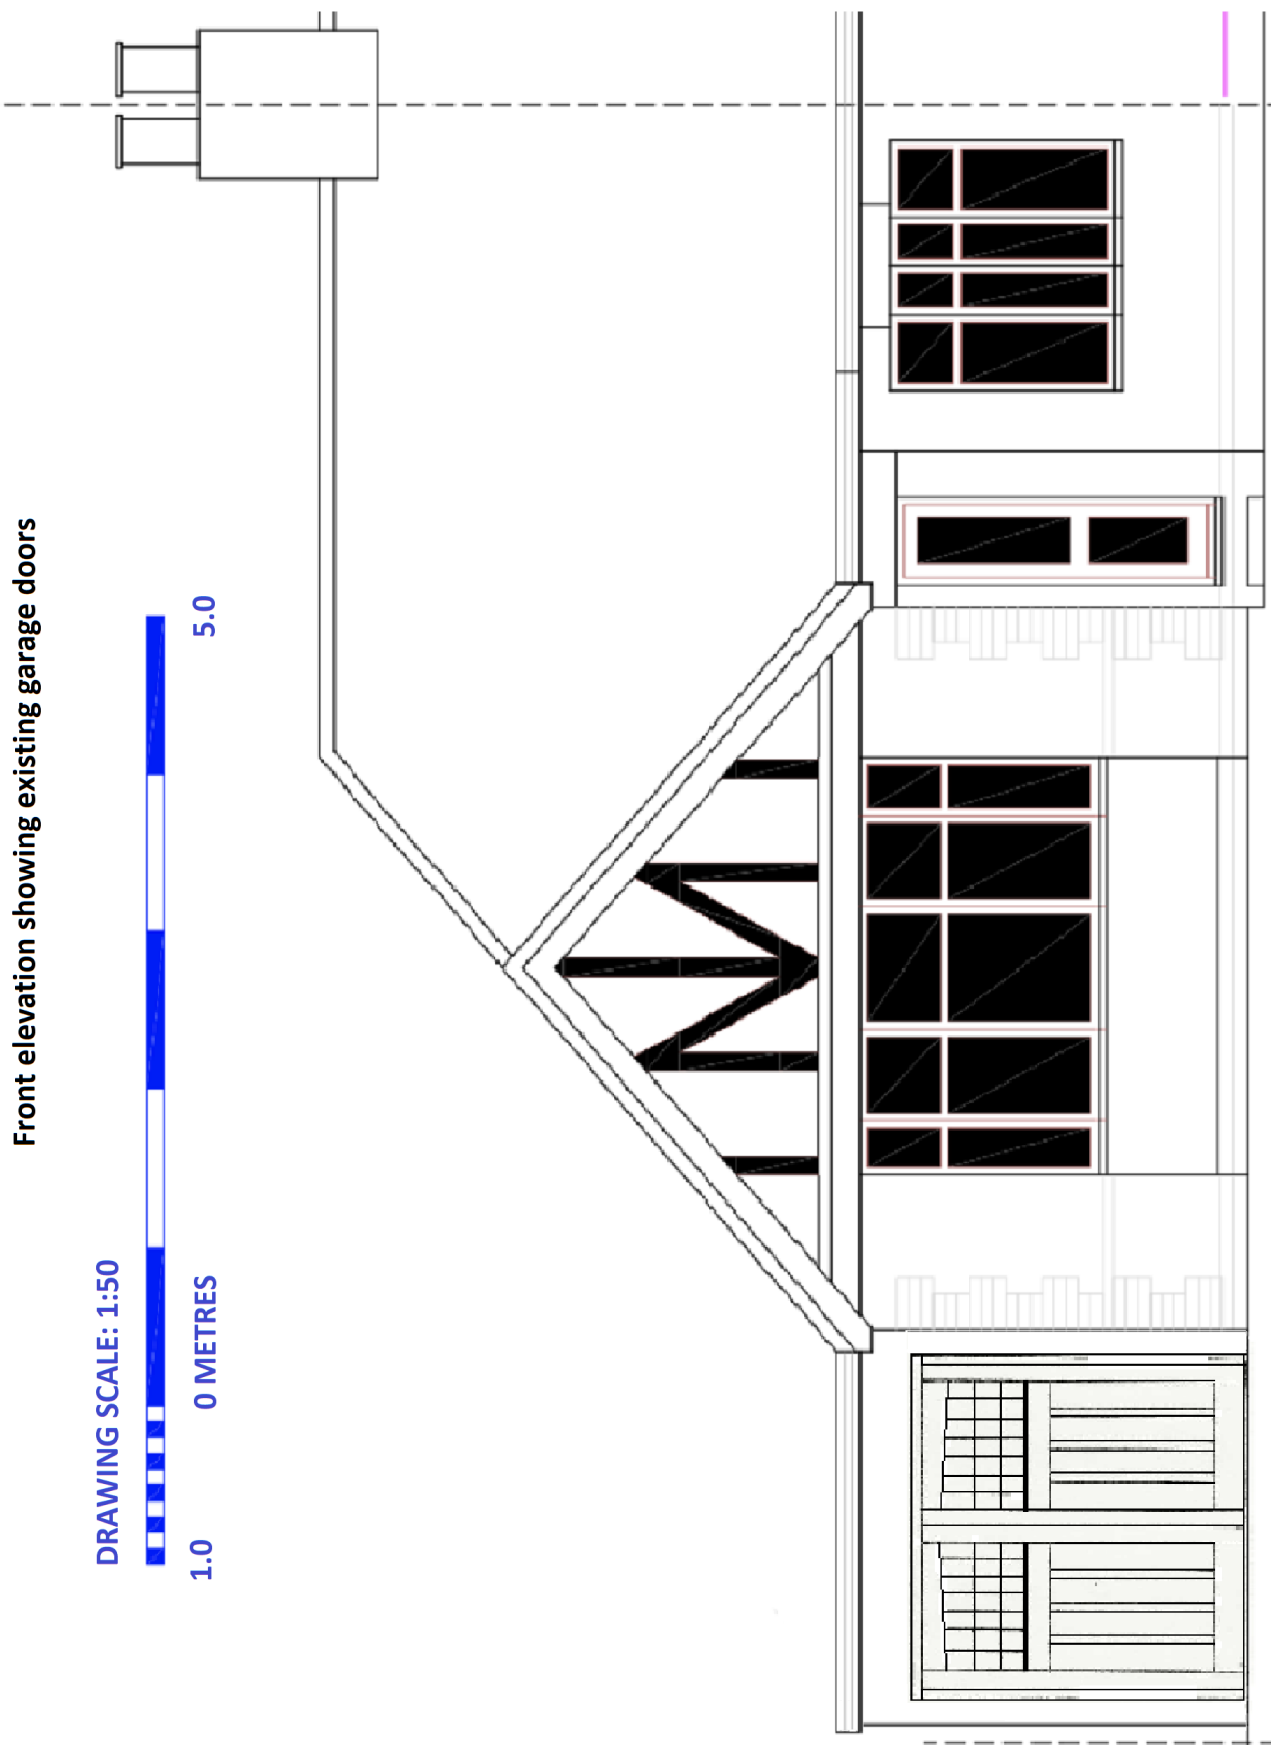 Front elevation showing existing garage doors
DRAWING SCALE: 1:50
1.0
0 METRES
5.0